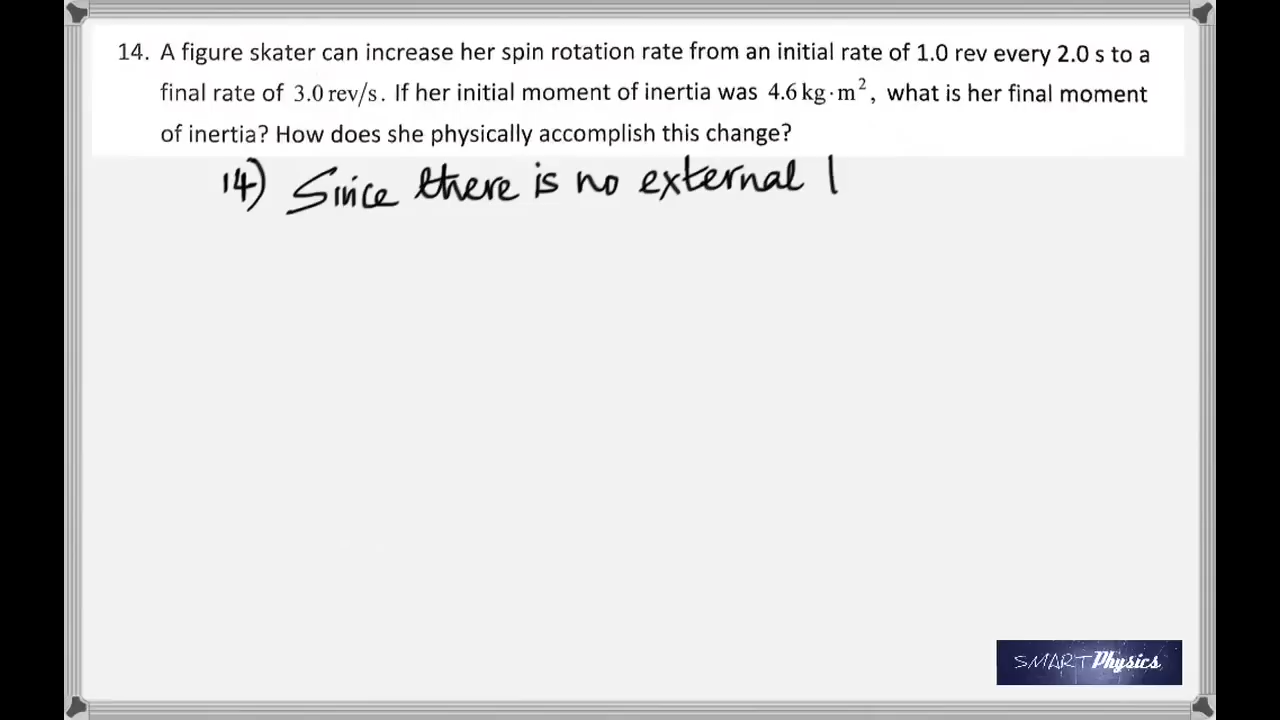 14. A figure skater can increase her spin rotation rate from an initial rate of 1.0 rev every 2.0 s to a
final rate of 3.0 rev/s. If her initial moment of inertia was 4.6 kg·m², what is her final moment
of inertia? How does she physically accomplish this change?
14) Since there is no external
SMART Physics